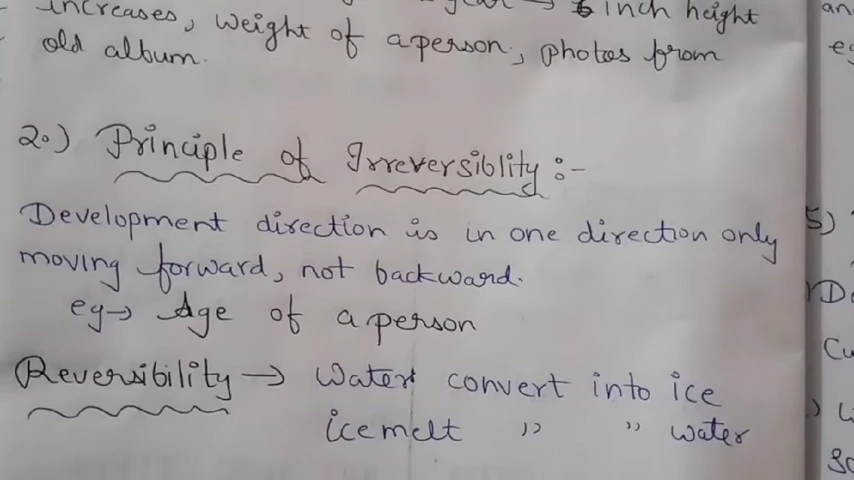 increases, weight of a person, photos from
old album.
2.) Principle of Irreversiblity :-
Development direction is in one direction only
moving forward, not backward.
eg→ Age of a person
Reversibility → Water convert into ice
ice melt " " water
5)